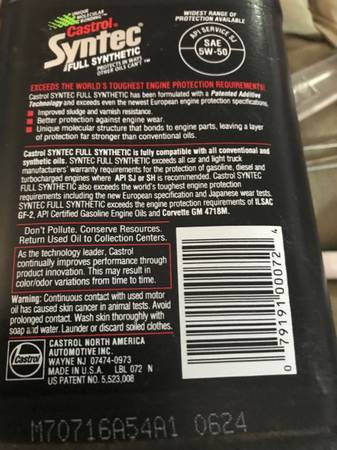 UNIQUE
MOLECULAR
BONDING
Castrol®
Syntec™
FULL SYNTHETIC
PROTECTS IN WAYS
OTHER OILS CAN'T™
WIDEST RANGE OF
PROTECTION AVAILABLE
API SERVICE SJ
SAE
5W-50
EXCEEDS THE WORLD'S TOUGHEST ENGINE PROTECTION REQUIREMENTS!
Castrol SYNTEC FULL SYNTHETIC has been formulated with a Patented Additive
Technology and exceeds even the newest European engine protection specifications.
Improved sludge and varnish resistance.
Better protection against engine wear.
Unique molecular structure that bonds to engine parts, leaving a layer
of protection far stronger than conventional oils.
Castrol SYNTEC FULL SYNTHETIC is fully compatible with all conventional and
synthetic oils. SYNTEC FULL SYNTHETIC exceeds all car and light truck
manufacturers' warranty requirements for the protection of gasoline, diesel and
turbocharged engines where API SJ or SH is recommended. Castrol SYNTEC
FULL SYNTHETIC also exceeds the world's toughest engine protection
requirements including the new European specification and Japanese wear tests.
SYNTEC FULL SYNTHETIC exceeds the engine protection requirements of ILSAC
GF-2, API Certified Gasoline Engine Oils and Corvette GM 4718M.
Don't Pollute. Conserve Resources.
Return Used Oil to Collection Centers.
As the technology leader, Castrol
continually improves performance through
product innovation. This may result in
color/odor variations from time to time.
Warning: Continuous contact with used motor
oil has caused skin cancer in animal tests. Avoid
prolonged contact. Wash skin thoroughly with
soap and water. Launder or discard soiled clothes.
Castrol
CASTROL NORTH AMERICA
AUTOMOTIVE INC.
WAYNE NJ 07474-0973
MADE IN U.S.A. LBL 072 N
US PATENT NO. 5,523,008
0 79191 00072 4
M70716A54A1 0624